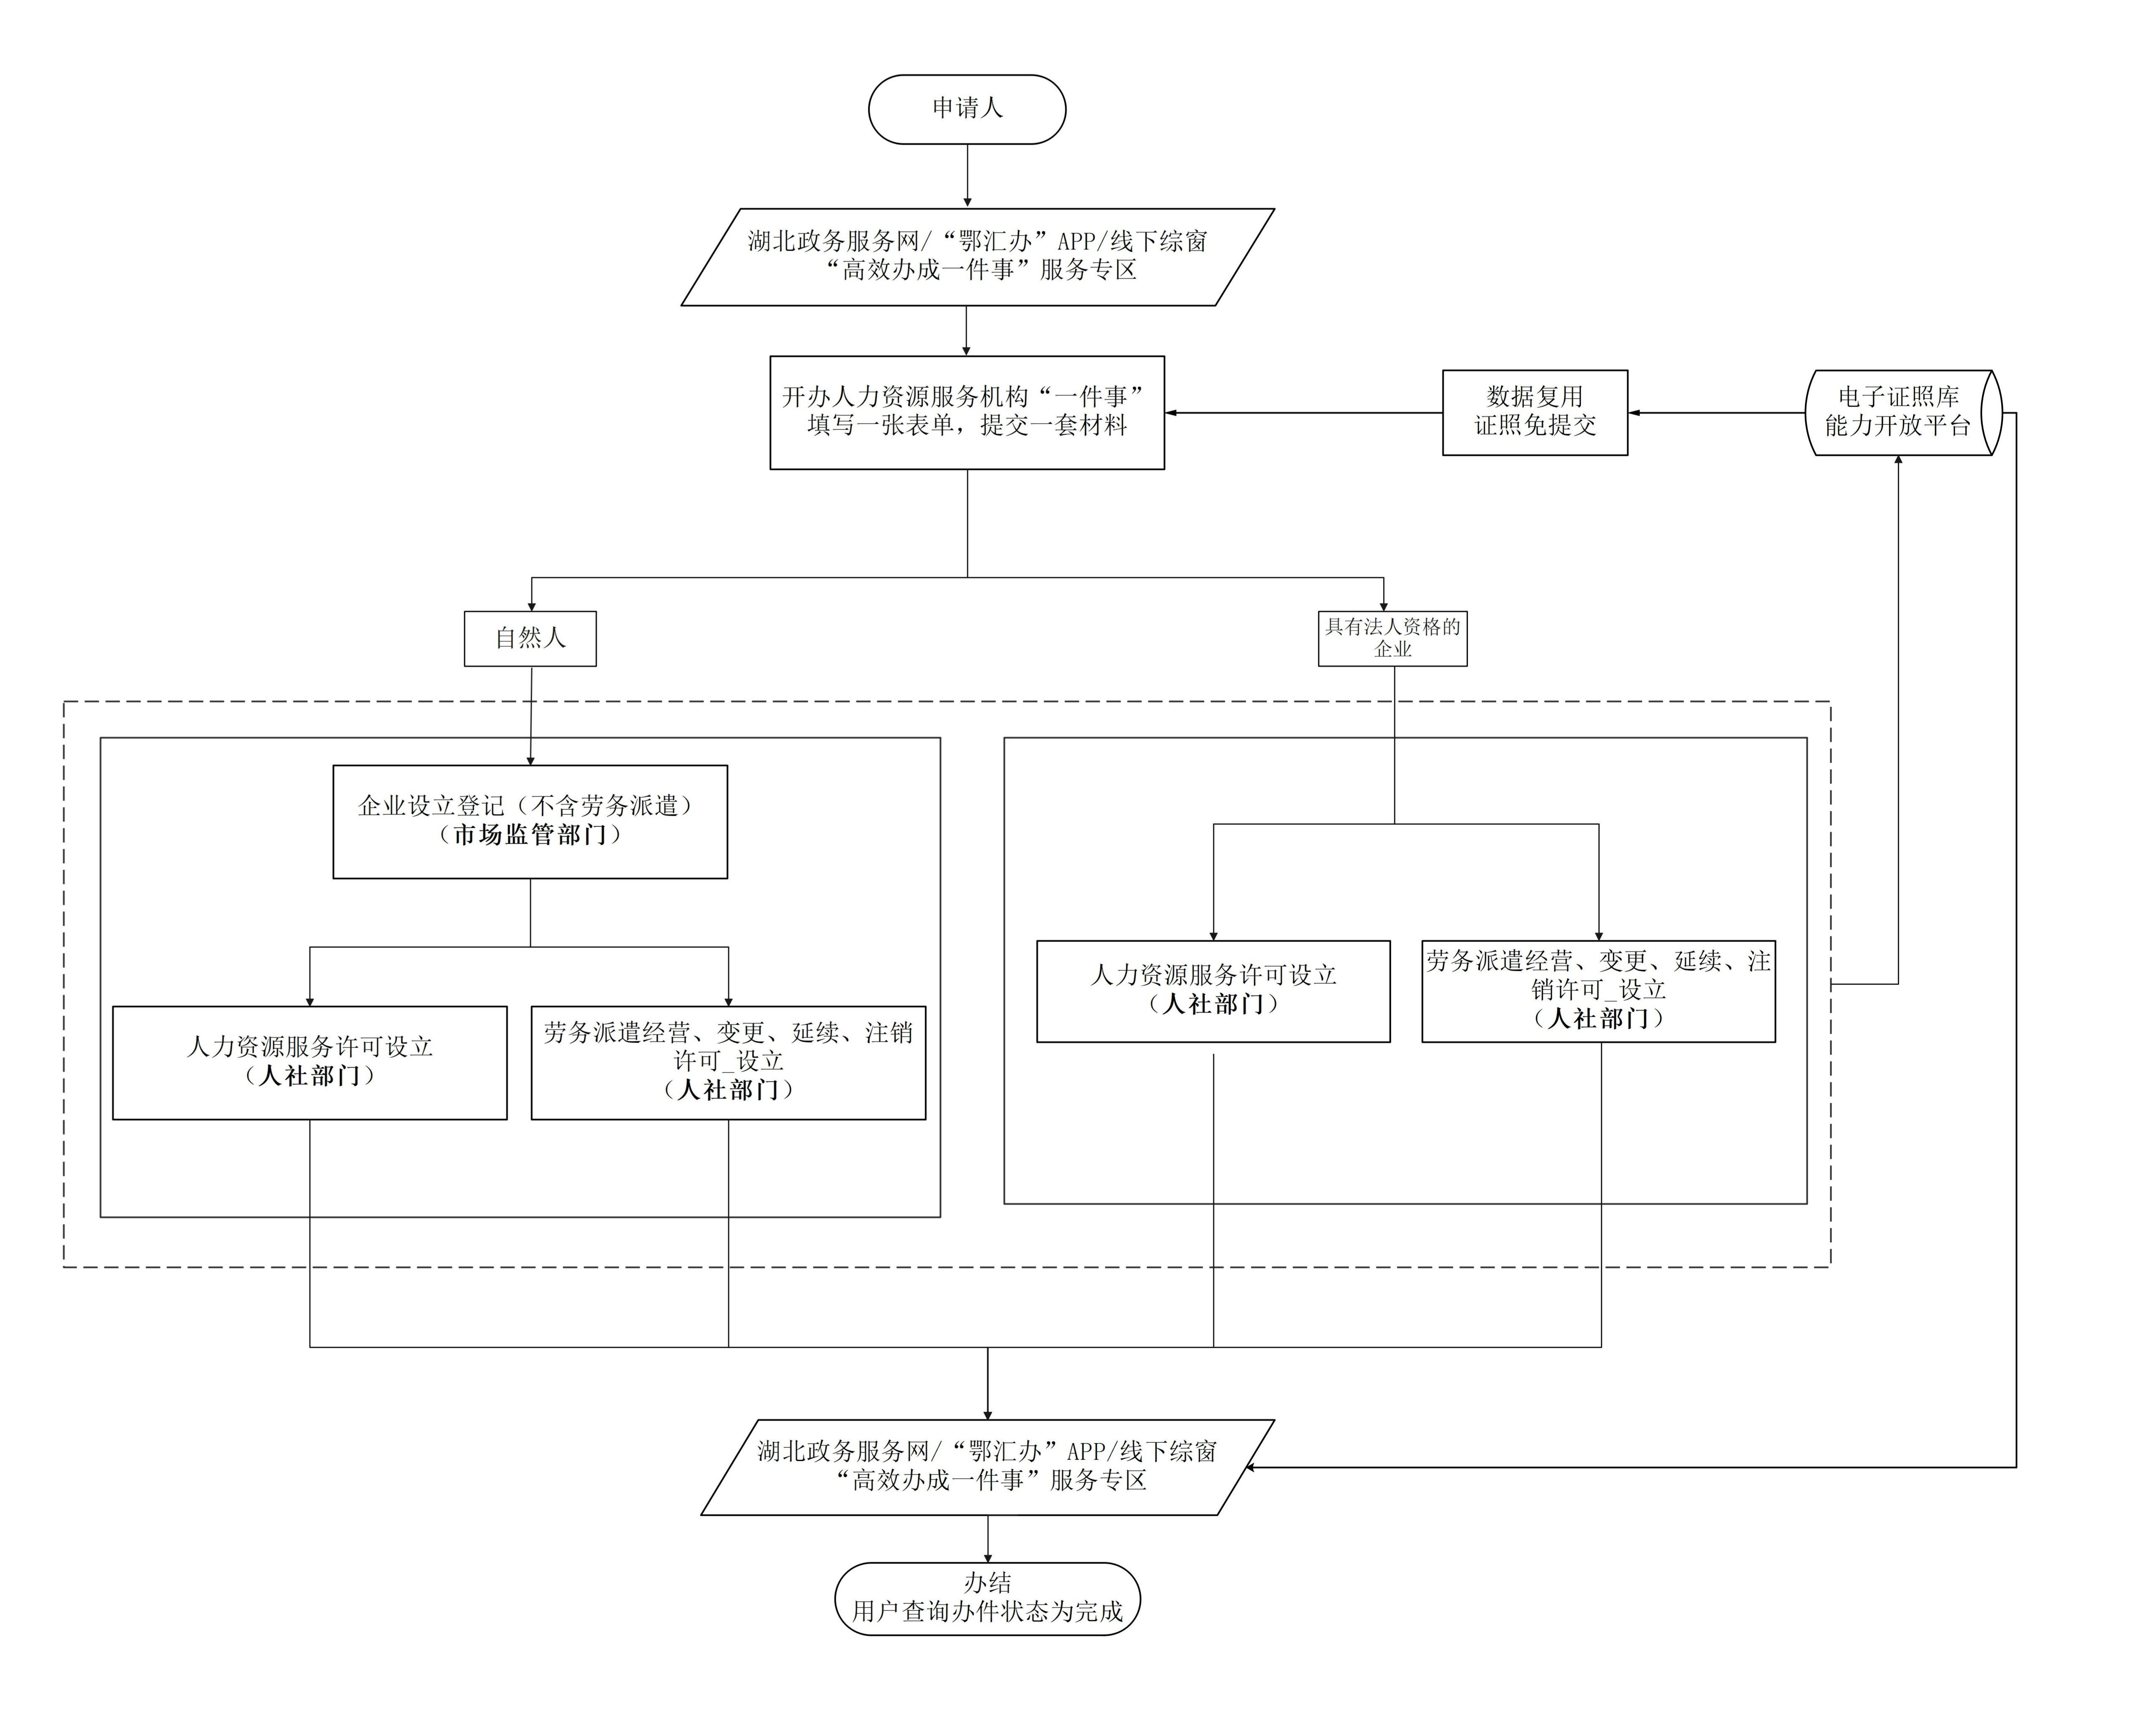 申请人
湖北政务服务网/“鄂汇办”APP/线下综窗
“高效办成一件事”服务专区
开办人力资源服务机构“一件事”
填写一张表单，提交一套材料
数据复用
证照免提交
电子证照库
能力开放平台
自然人
具有法人资格的
企业
企业设立登记（不含劳务派遣）
（市场监管部门）
人力资源服务许可设立
（人社部门）
劳务派遣经营、变更、延续、注销
许可_设立
（人社部门）
人力资源服务许可设立
（人社部门）
劳务派遣经营、变更、延续、注
销许可_设立
（人社部门）
湖北政务服务网/“鄂汇办”APP/线下综窗
“高效办成一件事”服务专区
办结
用户查询办件状态为完成